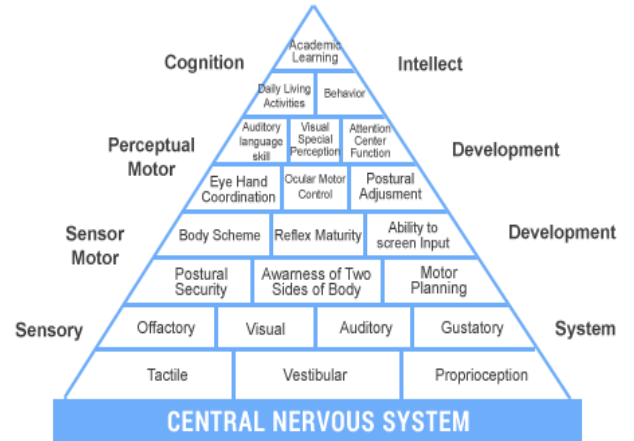 Academic
Learning
Cognition
Intellect
Daily Living
Activities
Behavior
Auditory
language
skill
Visual
Special
Perception
Attention
Center
Function
Perceptual
Motor
Development
Eye Hand
Coordination
Ocular Motor
Control
Postural
Adjusment
Sensor
Motor
Body Scheme
Reflex Maturity
Ability to
screen Input
Development
Postural
Security
Awarness of Two
Sides of Body
Motor
Planning
Sensory
Offactory
Visual
Auditory
Gustatory
System
Tactile
Vestibular
Proprioception
CENTRAL NERVOUS SYSTEM